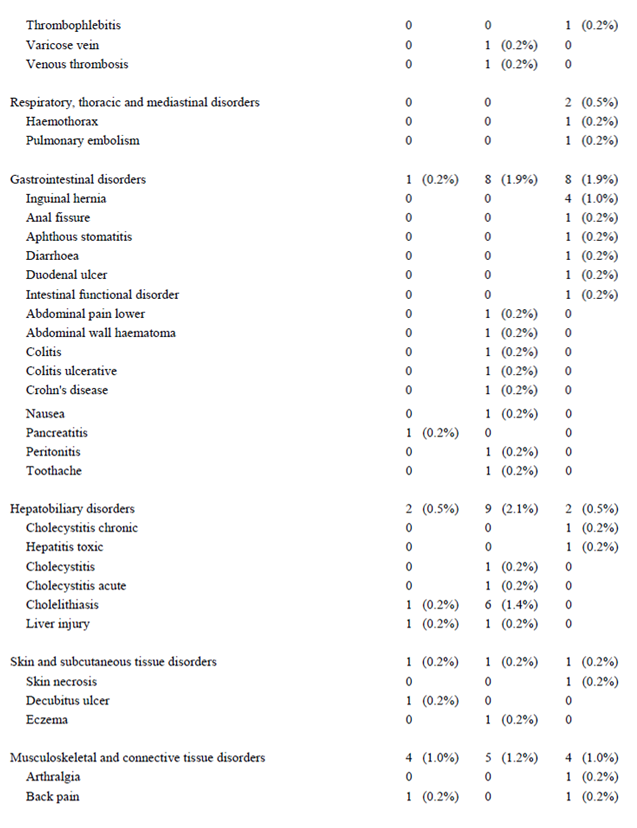 Thrombophlebitis 0 0 1 (0.2%)
Varicose vein 0 1 (0.2%) 0
Venous thrombosis 0 1 (0.2%) 0
Respiratory, thoracic and mediastinal disorders 0 0 2 (0.5%)
Haemothorax 0 0 1 (0.2%)
Pulmonary embolism 0 0 1 (0.2%)
Gastrointestinal disorders 1 (0.2%) 8 (1.9%) 8 (1.9%)
Inguinal hernia 0 0 4 (1.0%)
Anal fissure 0 0 1 (0.2%)
Aphthous stomatitis 0 0 1 (0.2%)
Diarrhoea 0 0 1 (0.2%)
Duodenal ulcer 0 0 1 (0.2%)
Intestinal functional disorder 0 0 1 (0.2%)
Abdominal pain lower 0 1 (0.2%) 0
Abdominal wall haematoma 0 1 (0.2%) 0
Colitis 0 1 (0.2%) 0
Colitis ulcerative 0 1 (0.2%) 0
Crohn's disease 0 1 (0.2%) 0
Nausea 0 1 (0.2%) 0
Pancreatitis 1 (0.2%) 0 0
Peritonitis 0 1 (0.2%) 0
Toothache 0 1 (0.2%) 0
Hepatobiliary disorders 2 (0.5%) 9 (2.1%) 2 (0.5%)
Cholecystitis chronic 0 0 1 (0.2%)
Hepatitis toxic 0 0 1 (0.2%)
Cholecystitis 0 1 (0.2%) 0
Cholecystitis acute 0 1 (0.2%) 0
Cholelithiasis 1 (0.2%) 6 (1.4%) 0
Liver injury 1 (0.2%) 1 (0.2%) 0
Skin and subcutaneous tissue disorders 1 (0.2%) 1 (0.2%) 1 (0.2%)
Skin necrosis 0 0 1 (0.2%)
Decubitus ulcer 1 (0.2%) 0 0
Eczema 0 1 (0.2%) 0
Musculoskeletal and connective tissue disorders 4 (1.0%) 5 (1.2%) 4 (1.0%)
Arthralgia 0 0 1 (0.2%)
Back pain 1 (0.2%) 0 1 (0.2%)